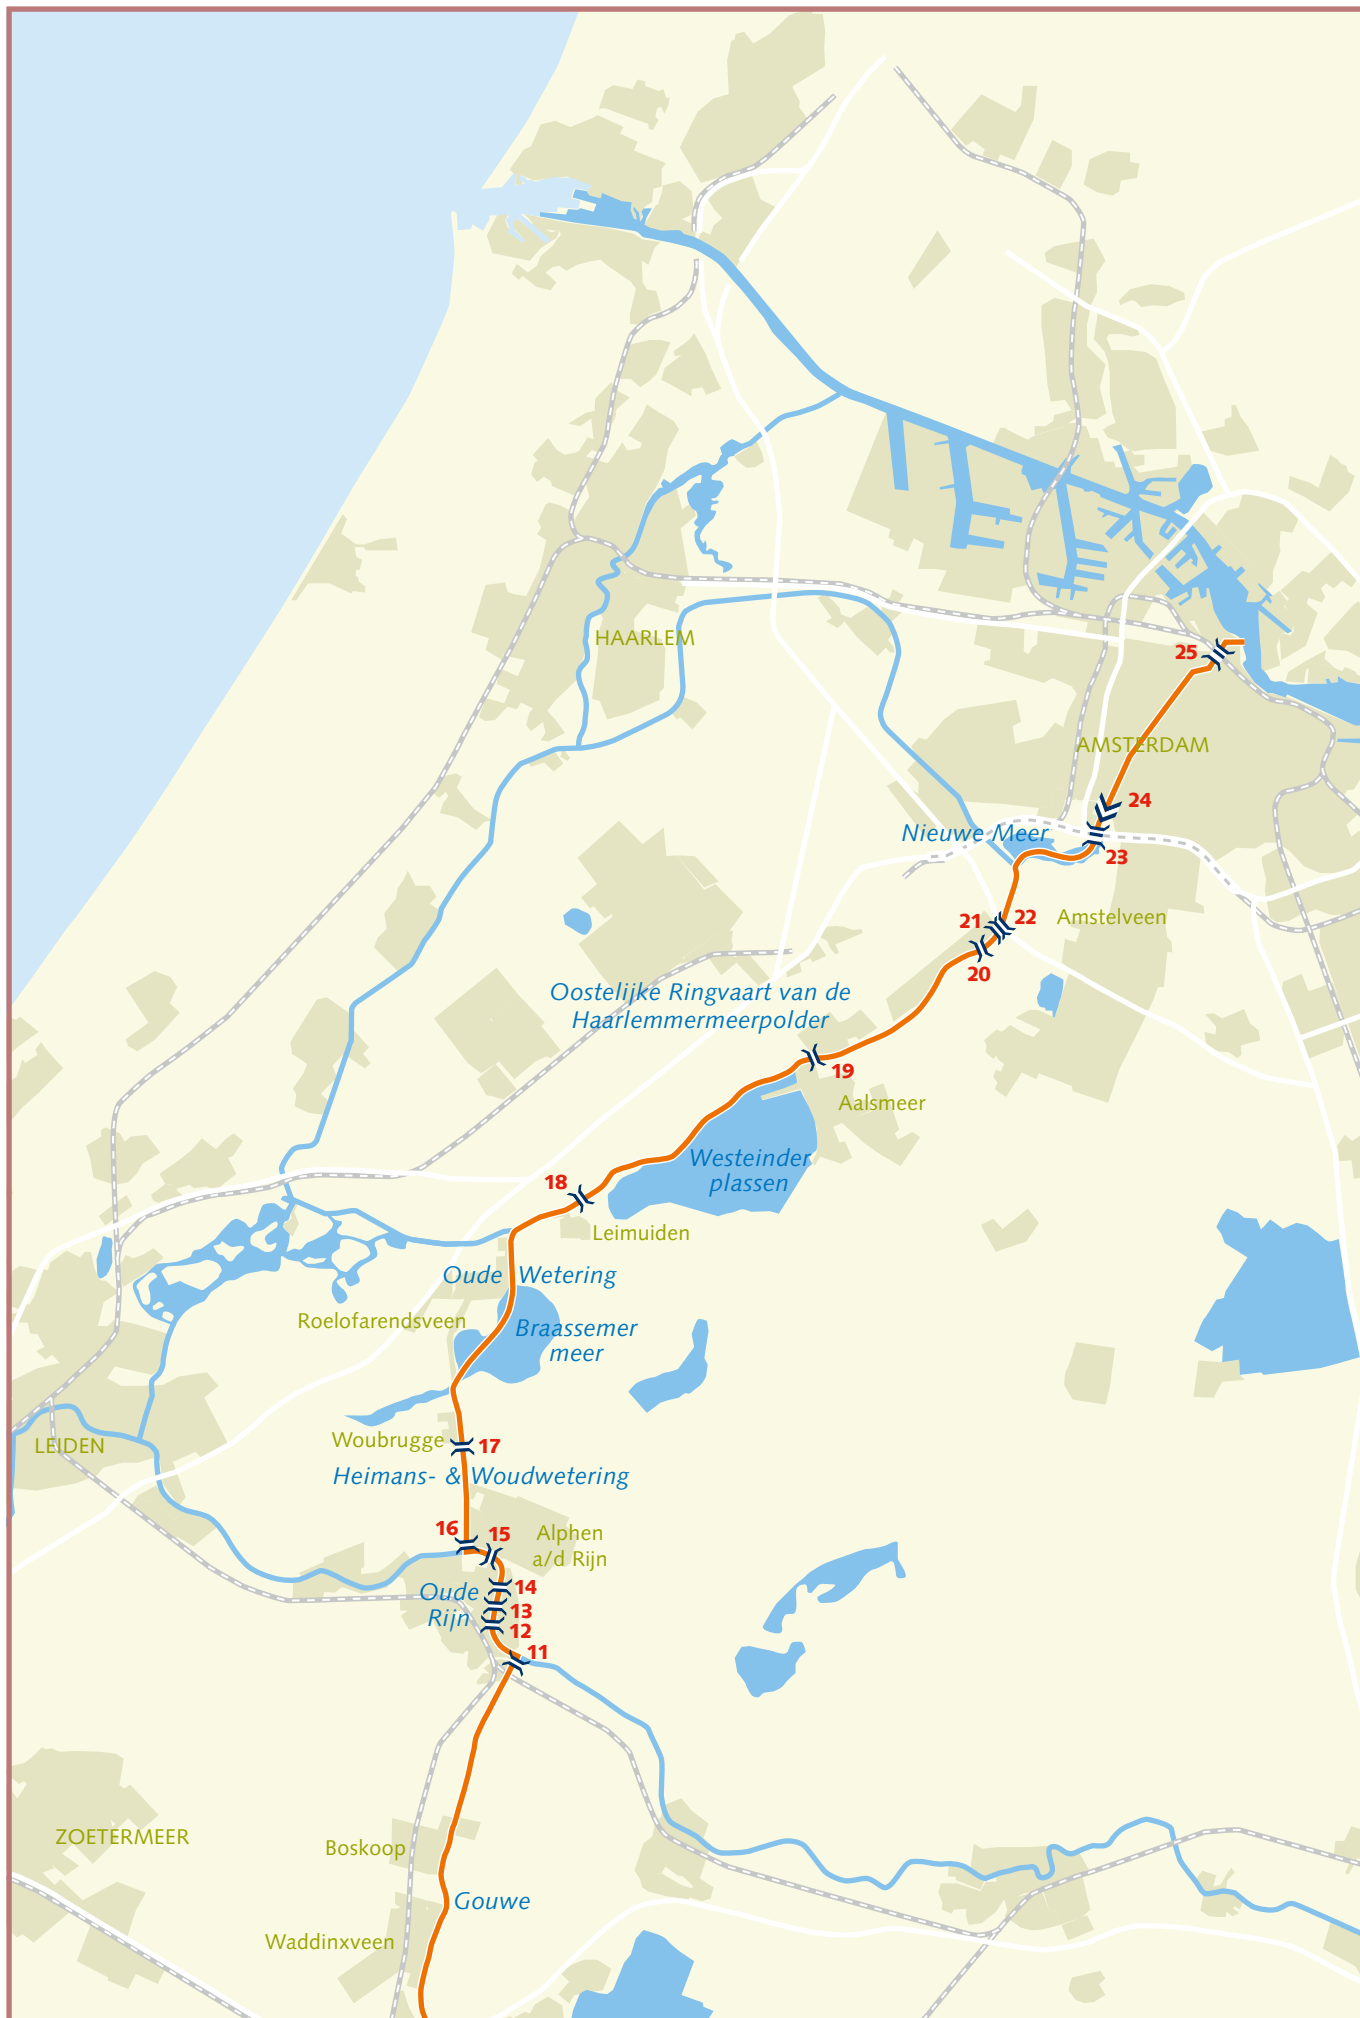 HAARLEM
25
AMSTERDAM
24
Nieuwe Meer
23
21
22
Amstelveen
20
Oostelijke Ringvaart van de
Haarlemmermeerpolder
19
Aalsmeer
Westeinder
plassen
18
Leimuiden
Oude Wetering
Roelofarendsveen
Braassemer
meer
Woubrugge
17
LEIDEN
Heimans- & Woudwetering
16
15
Alphen
a/d Rijn
14
Oude
Rijn
13
12
11
ZOETERMEER
Boskoop
Gouwe
Waddinxveen